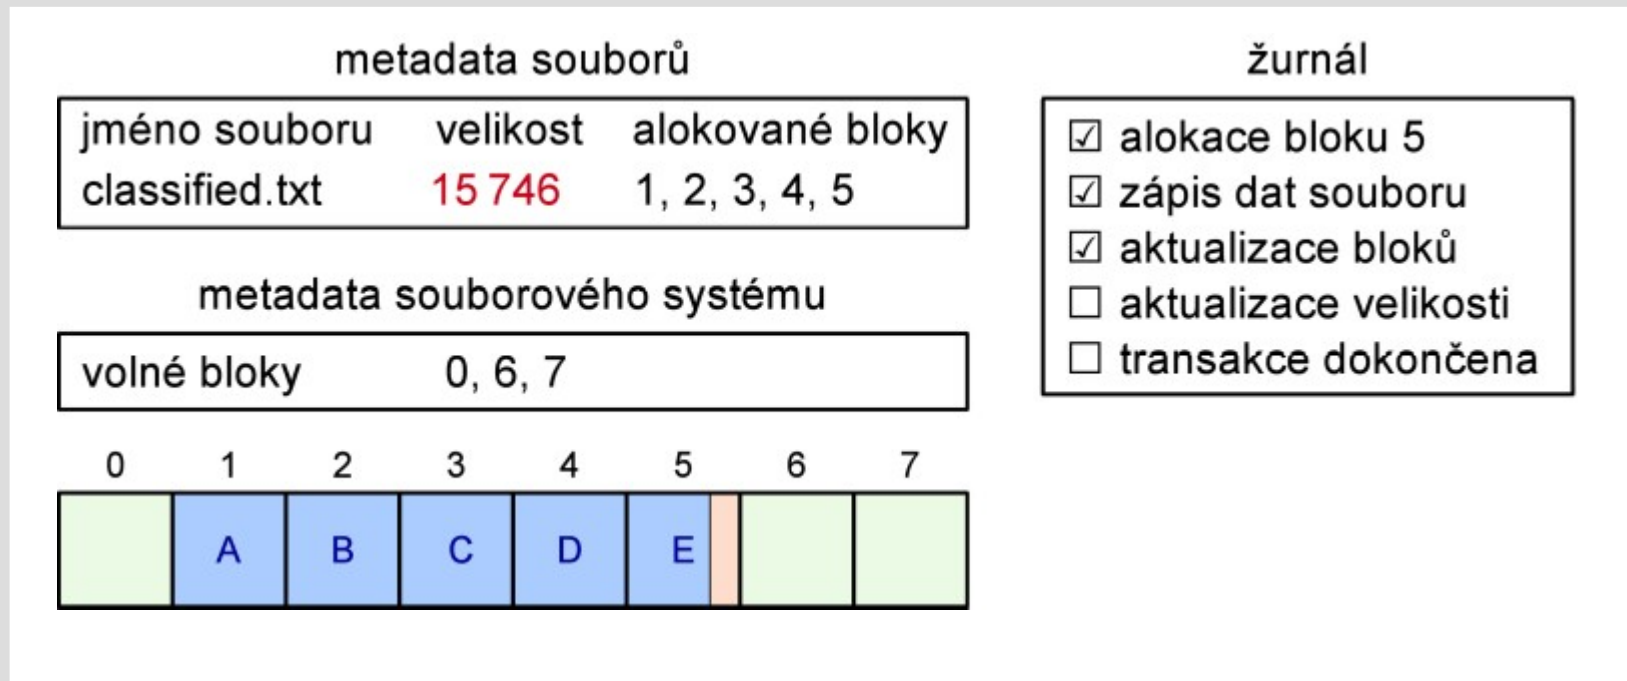 metadata souborů
jméno souboru velikost alokované bloky
classified.txt 15 746 1, 2, 3, 4, 5
metadata souborového systému
volné bloky 0, 6, 7
0 1 2 3 4 5 6 7
A B C D E
žurnál
☑ alokace bloku 5
☑ zápis dat souboru
☑ aktualizace bloků
☐ aktualizace velikosti
☐ transakce dokončena